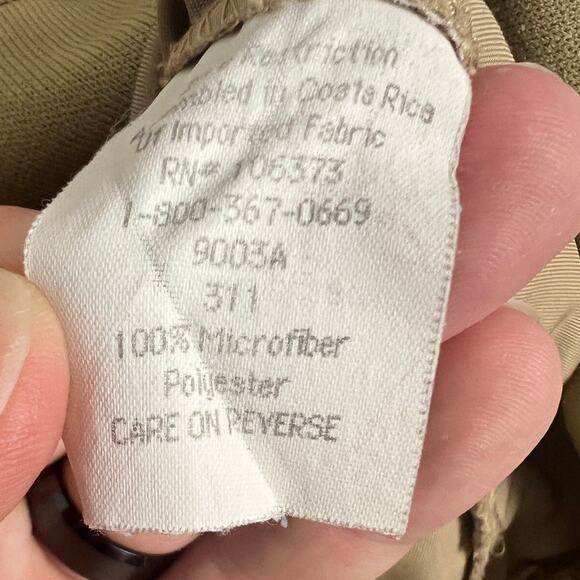 Restriction
Assembled in Costa Rica
Of Imported Fabric
RN# 106373
1-800-367-0669
9003A
311
100% Microfiber
Polyester
CARE ON REVERSE